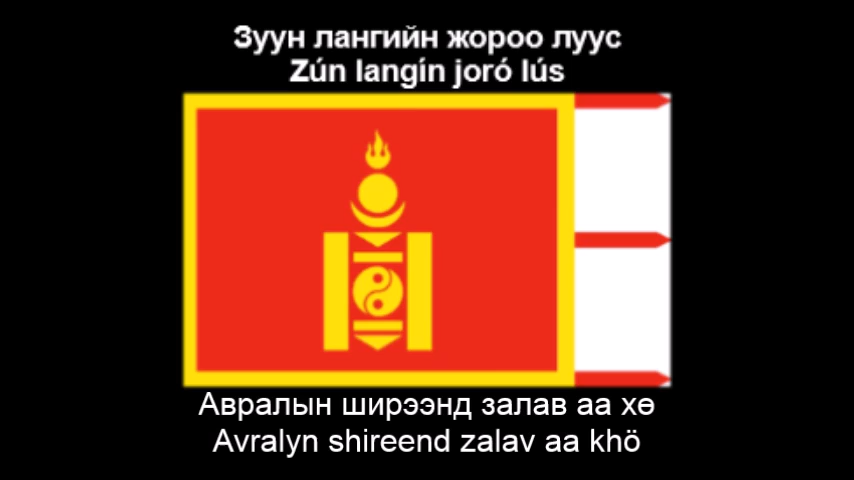 Зуун лангийн жороо луус
Zún langín joró lús
Авралын ширээнд залав аа хө
Avralyn shireend zalav aa khö